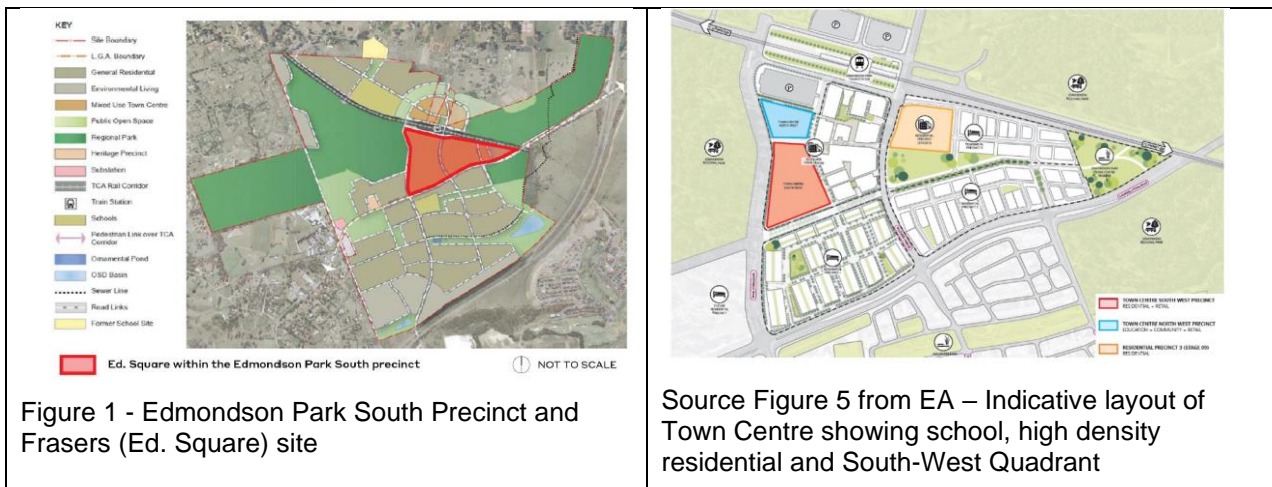 KEY
Site Boundary
L.G.A. Boundary
General Residential
Environmental Living
Mixed Use Town Centre
Public Open Space
Regional Park
Heritage Precinct
Substation
TCA Rail Corridor
Train Station
Schools
Pedestrian Link over TCA
Corridor
Ornamental Pond
OSD Basin
Sewer Line
Road Links
Former School Site
Ed. Square within the Edmondson Park South precinct
NOT TO SCALE
Figure 1 - Edmondson Park South Precinct and
Frasers (Ed. Square) site
P
P
P
TOWN CENTRE SOUTH WEST PRECINCT
RESIDENTIAL + RETAIL
TOWN CENTRE NORTH WEST PRECINCT
EDUCATION + COMMUNITY + RETAIL
RESIDENTIAL PRECINCT 3 (STAGE 09)
RESIDENTIAL
Source Figure 5 from EA – Indicative layout of
Town Centre showing school, high density
residential and South-West Quadrant